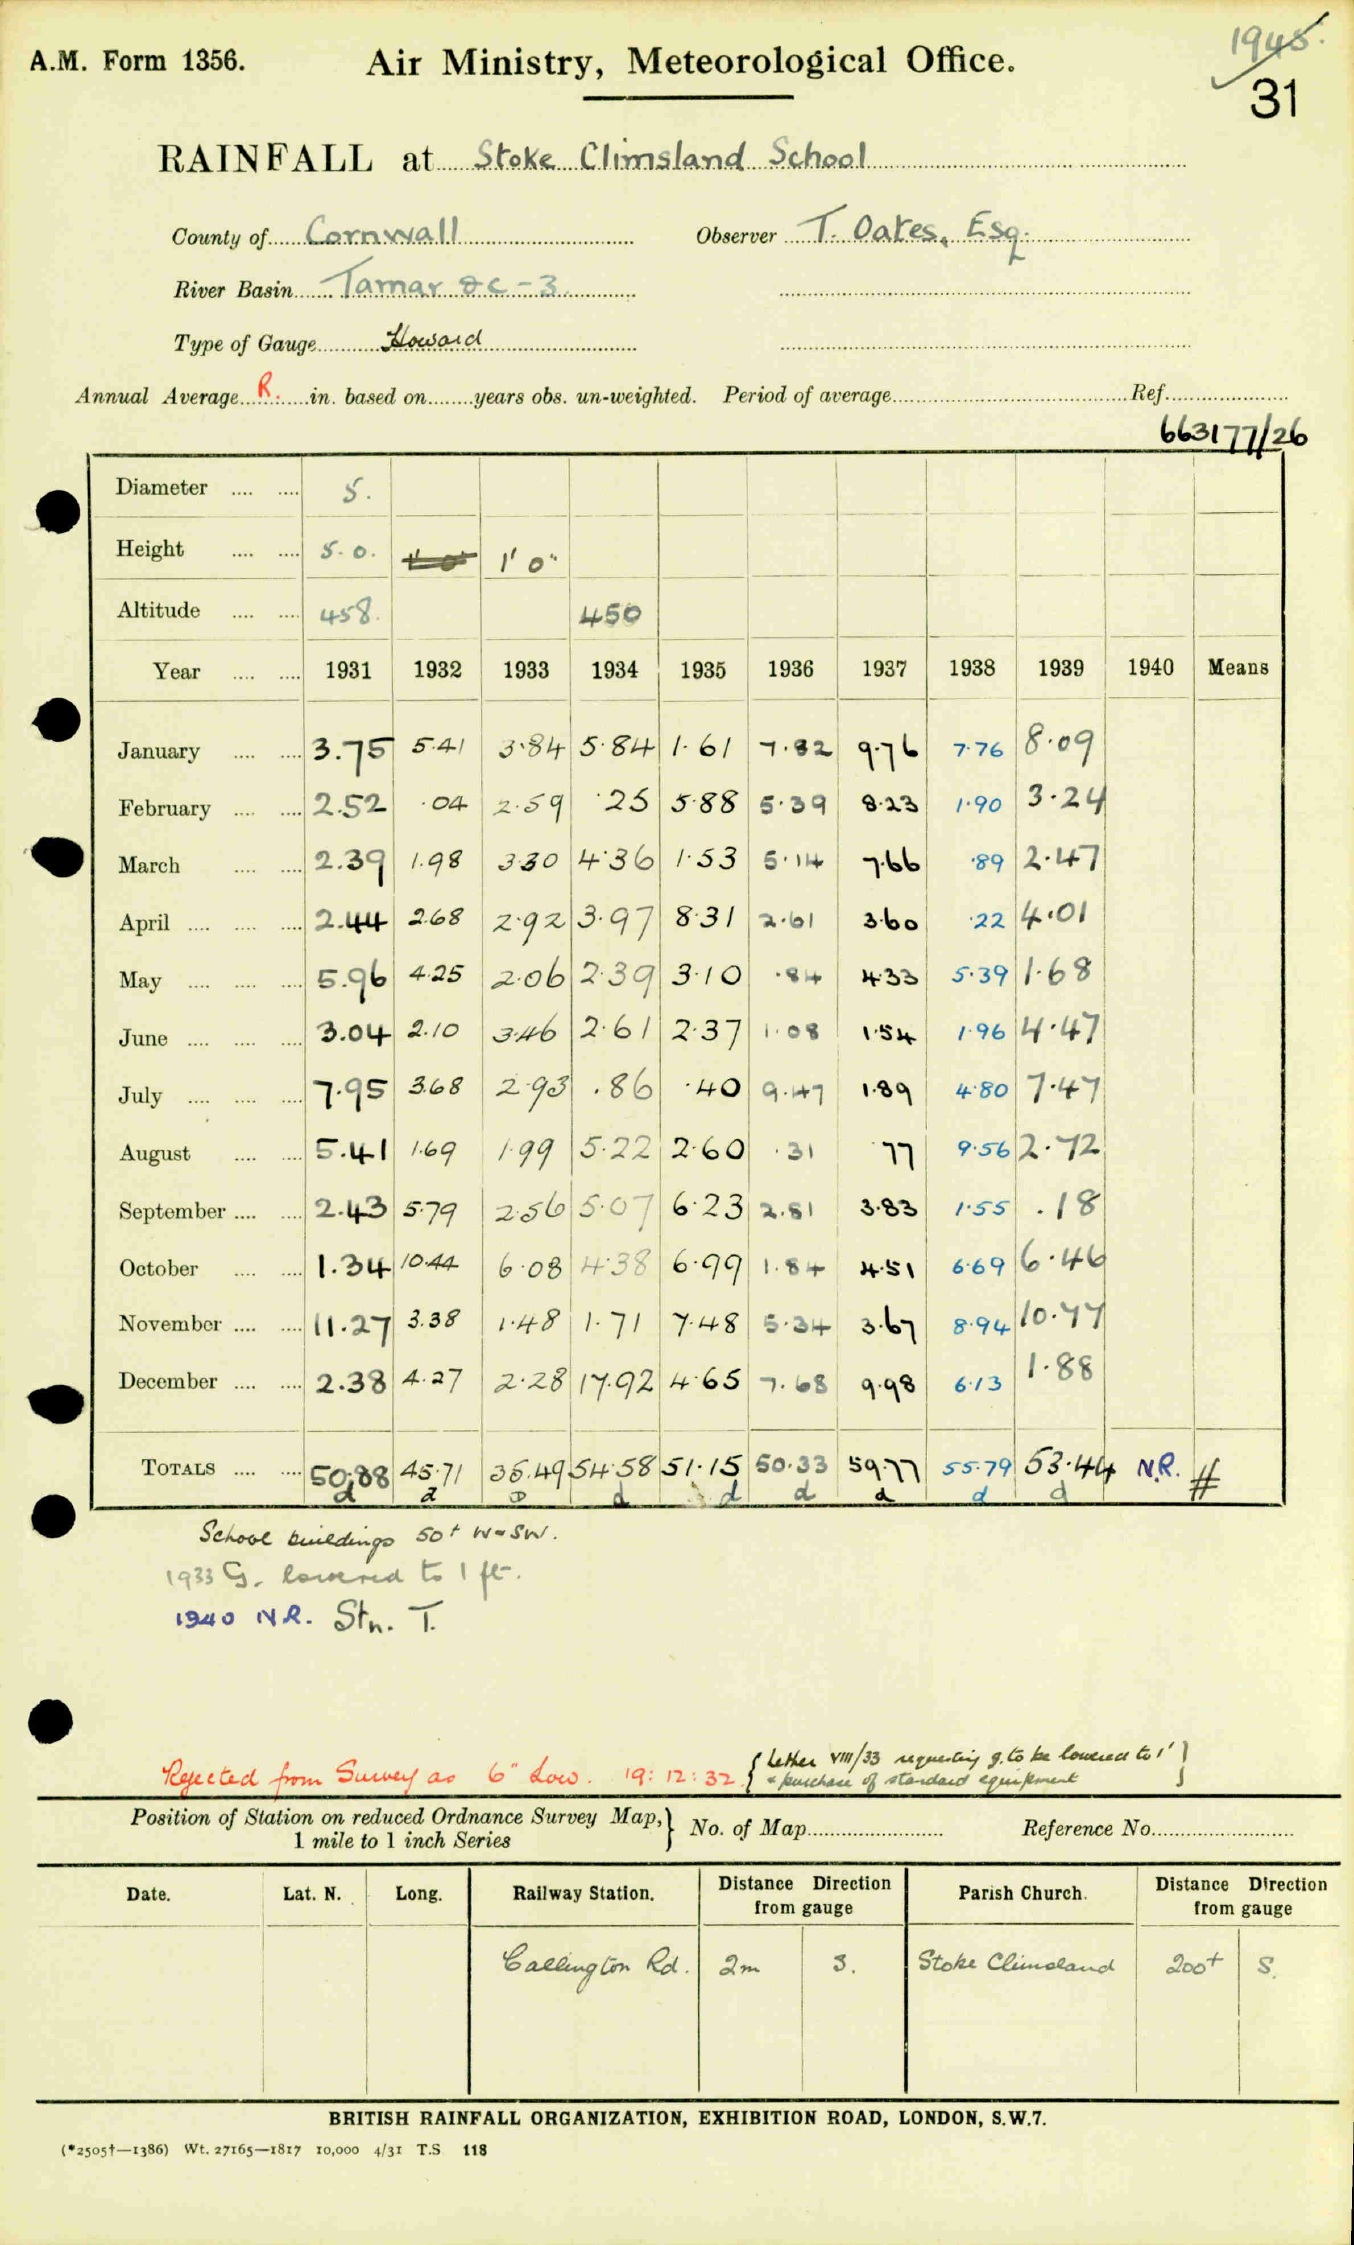 A.M. Form 1356.
Air Ministry, Meteorological Office.
1945.
31
RAINFALL at Stoke Climsland School
County of Cornwall Observer T. Oates, Esq.
River Basin Tamar &c - 3
Type of Gauge Howard
Annual Average R. in. based on years obs. un-weighted. Period of average Ref.
663177/26
Diameter 5.
Height 5.0. 1' 0" 1' 0"
Altitude 458. 450
Year 1931 1932 1933 1934 1935 1936 1937 1938 1939 1940 Means
January 3.75 5.41 3.84 5.84 1.61 7.82 9.76 7.76 8.09
February 2.52 .04 2.59 .25 5.88 5.39 8.23 1.90 3.24
March 2.39 1.98 3.30 4.36 1.53 5.14 7.66 .89 2.47
April 2.44 2.68 2.92 3.97 8.31 2.61 3.60 .22 4.01
May 5.96 4.25 2.06 2.39 3.10 .84 4.33 5.39 1.68
June 3.04 2.10 3.46 2.61 2.37 1.08 1.54 1.96 4.47
July 7.95 3.68 2.93 .86 .40 9.47 1.89 4.80 7.47
August 5.41 1.69 1.99 5.22 2.60 .31 .77 9.56 2.72
September 2.43 5.79 2.56 5.07 6.23 2.81 3.83 1.55 .18
October 1.34 10.44 6.08 4.38 6.99 1.84 4.51 6.69 6.46
November 11.27 3.38 1.48 1.71 7.48 5.34 3.67 8.94 10.77
December 2.38 4.27 2.28 17.92 4.65 7.68 9.98 6.13 1.88
TOTALS 50.88 45.71 35.49 54.58 51.15 50.33 59.77 55.79 53.44 N.R. #
d d D d d d d d d
School buildings 50+ W-SW.
1933 G. lowered to 1 ft.
1940 N.R. Stn. T.
Rejected from Survey as 6" Low. 19:12:32
{Letter VIII/33 requesting g. to be lowered to 1'
+ purchase of standard equipment}
Position of Station on reduced Ordnance Survey Map,
1 mile to 1 inch Series} No. of Map Reference No.
Date. Lat. N. Long. Railway Station. Distance Direction from gauge Parish Church. Distance Direction from gauge
Callington Rd. 2m S. Stoke Climsland 200+ S.
BRITISH RAINFALL ORGANIZATION, EXHIBITION ROAD, LONDON, S.W.7.
(*2505†—1386) Wt. 27165—1817 10,000 4/31 T.S 118